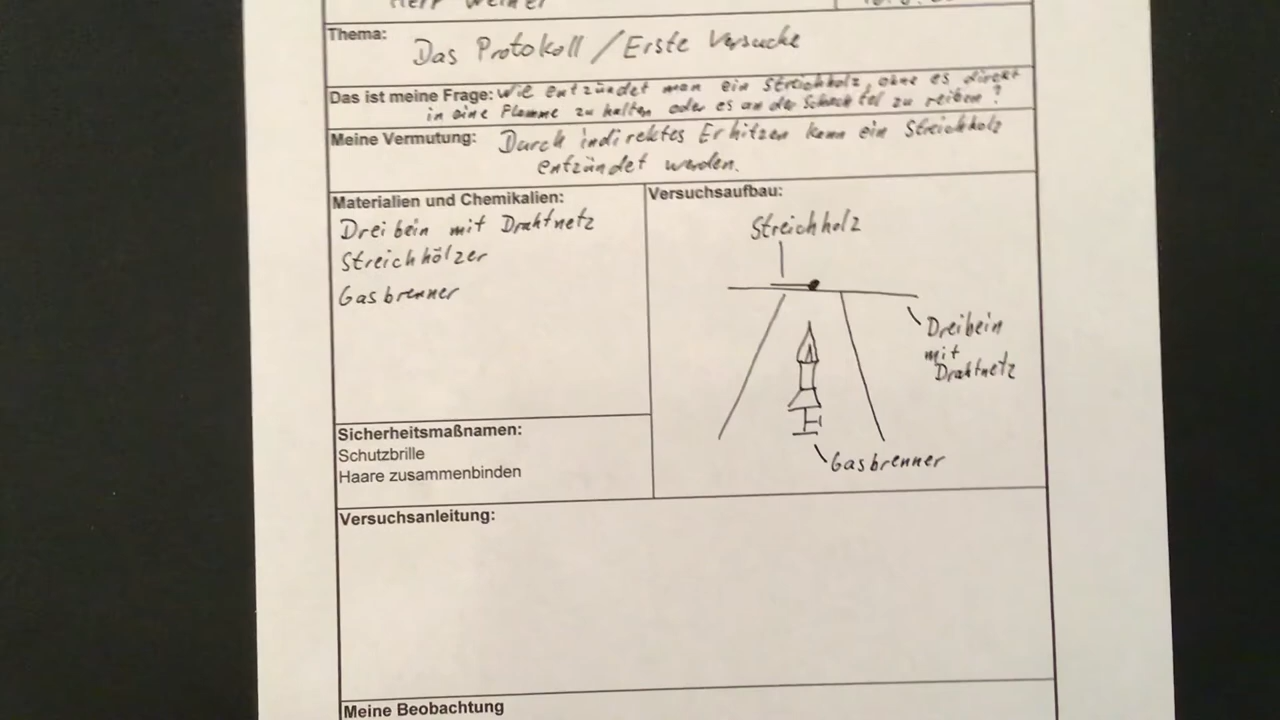 Herr Weiner
Thema: Das Protokoll / Erste Versuche
Das ist meine Frage: Wie entzündet man ein Streichholz, ohne es direkt
in eine Flamme zu halten oder es an der Schachtel zu reiben?
Meine Vermutung: Durch indirektes Erhitzen kann ein Streichholz
entzündet werden.
Materialien und Chemikalien:
Dreibein mit Drahtnetz
Streichhölzer
Gasbrenner
Versuchsaufbau:
Streichholz
Dreibein
mit
Drahtnetz
Gasbrenner
Sicherheitsmaßnamen:
Schutzbrille
Haare zusammenbinden
Versuchsanleitung:
Meine Beobachtung